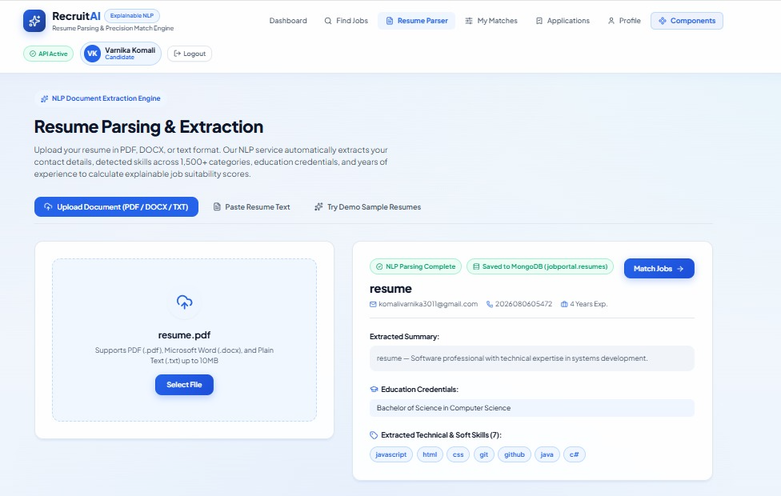 RecruitAI Explainable NLP
Resume Parsing & Precision Match Engine
Dashboard Find Jobs Resume Parser My Matches Applications Profile Components
API Active VK Varnika Komali Logout
Candidate
NLP Document Extraction Engine
Resume Parsing & Extraction
Upload your resume in PDF, DOCX, or text format. Our NLP service automatically extracts your
contact details, detected skills across 1,500+ categories, education credentials, and years of
experience to calculate explainable job suitability scores.
Upload Document (PDF / DOCX / TXT) Paste Resume Text Try Demo Sample Resumes
resume.pdf
Supports PDF (.pdf), Microsoft Word (.docx), and Plain
Text (.txt) up to 10MB
Select File
NLP Parsing Complete Saved to MongoDB (jobportal.resumes) Match Jobs →
resume
komalivarnika3011@gmail.com 2026080605472 4 Years Exp.
Extracted Summary:
resume — Software professional with technical expertise in systems development.
Education Credentials:
Bachelor of Science in Computer Science
Extracted Technical & Soft Skills (7):
javascript html css git github java c#